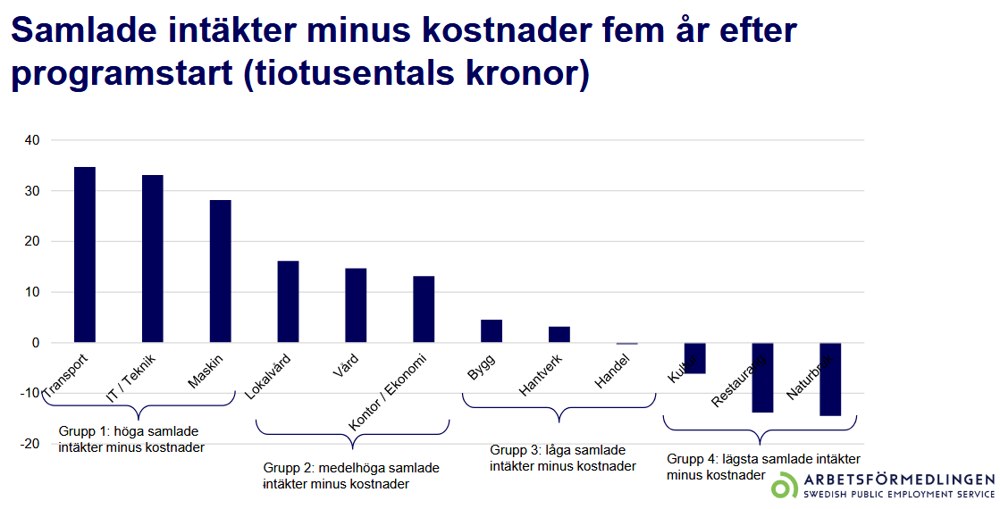 Samlade intäkter minus kostnader fem år efter
programstart (tiotusentals kronor)
40
30
20
10
0
-10
-20
Transport
IT / Teknik
Maskin
Lokalvård
Vård
Kontor / Ekonomi
Bygg
Hantverk
Handel
Kultur
Restaurang
Naturbruk
Grupp 1: höga samlade
intäkter minus kostnader
Grupp 2: medelhöga samlade
intäkter minus kostnader
Grupp 3: låga samlade
intäkter minus kostnader
Grupp 4: lägsta samlade intäkter
minus kostnader
ARBETSFÖRMEDLINGEN
SWEDISH PUBLIC EMPLOYMENT SERVICE